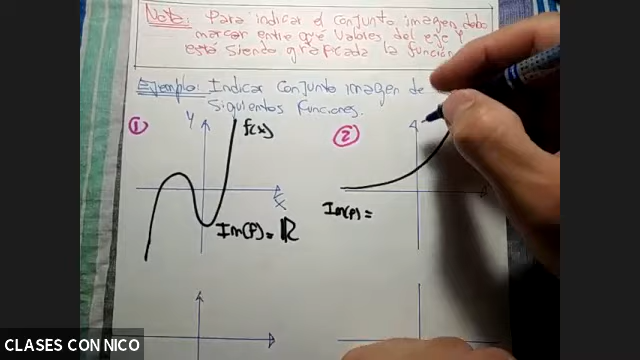 Nota: Para indicar el conjunto imagen debo
marcar entre qué valores del eje Y
está siendo graficada la función
Ejemplo: Indicar Conjunto imagen de
Siguientes Funciones.
① Y f(x)
②
x
Im(f) = ℝ
Im(f) =
CLASES CON NICO